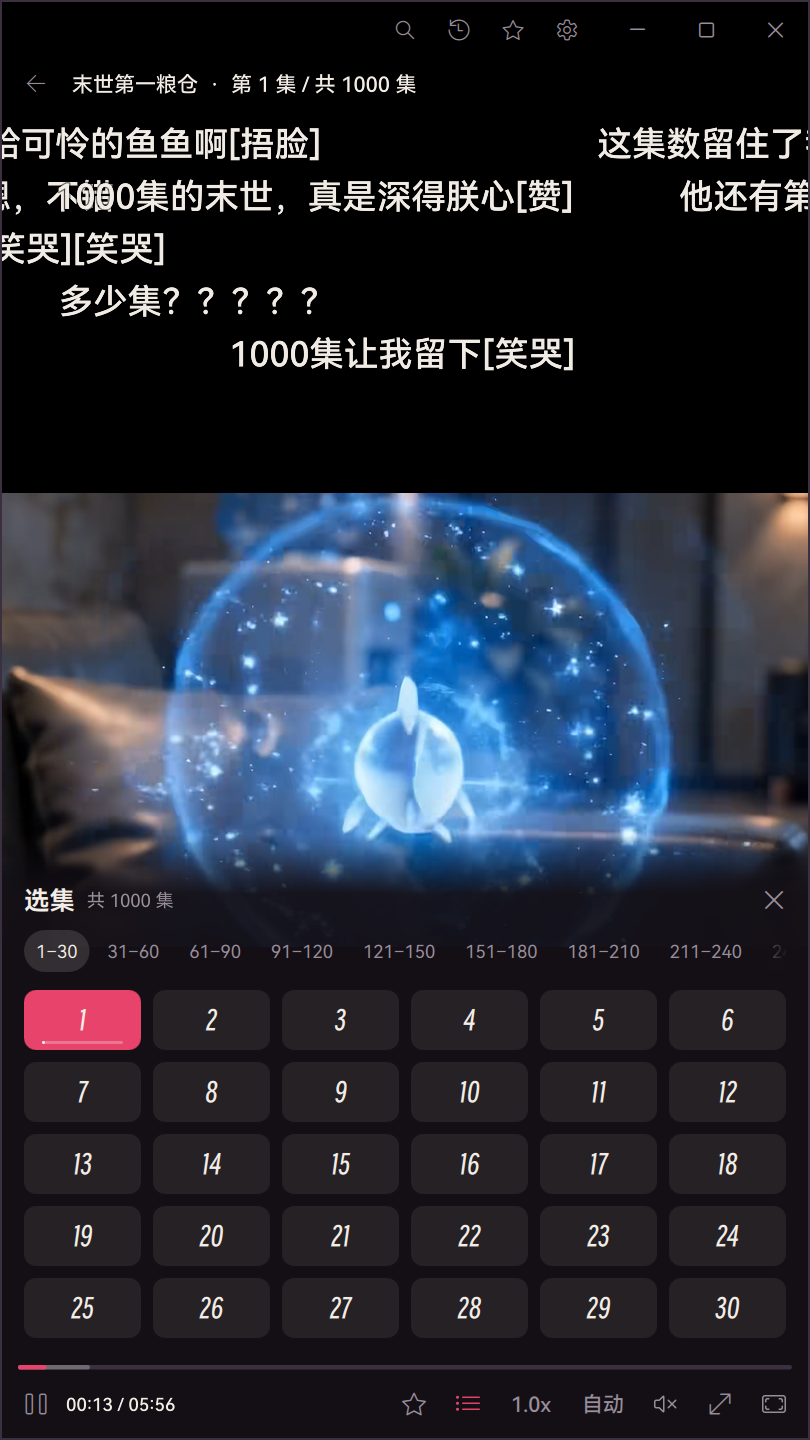 末世第一粮仓 · 第 1 集 / 共 1000 集
可怜的鱼鱼啊[捂脸]
这集数留住了
1000集的末世，真是深得朕心[赞]
他还有第
笑哭][笑哭]
多少集？？？？？
1000集让我留下[笑哭]
选集 共 1000 集
1-30 31-60 61-90 91-120 121-150 151-180 181-210 211-240
1 2 3 4 5 6
7 8 9 10 11 12
13 14 15 16 17 18
19 20 21 22 23 24
25 26 27 28 29 30
00:13 / 05:56 1.0x 自动